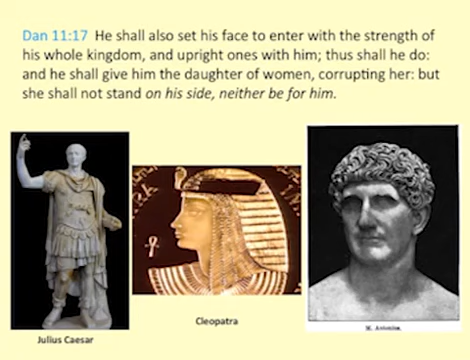 Dan 11:17 He shall also set his face to enter with the strength of
his whole kingdom, and upright ones with him; thus shall he do:
and he shall give him the daughter of women, corrupting her: but
she shall not stand on his side, neither be for him.
Julius Caesar
Cleopatra
M. Antonius.